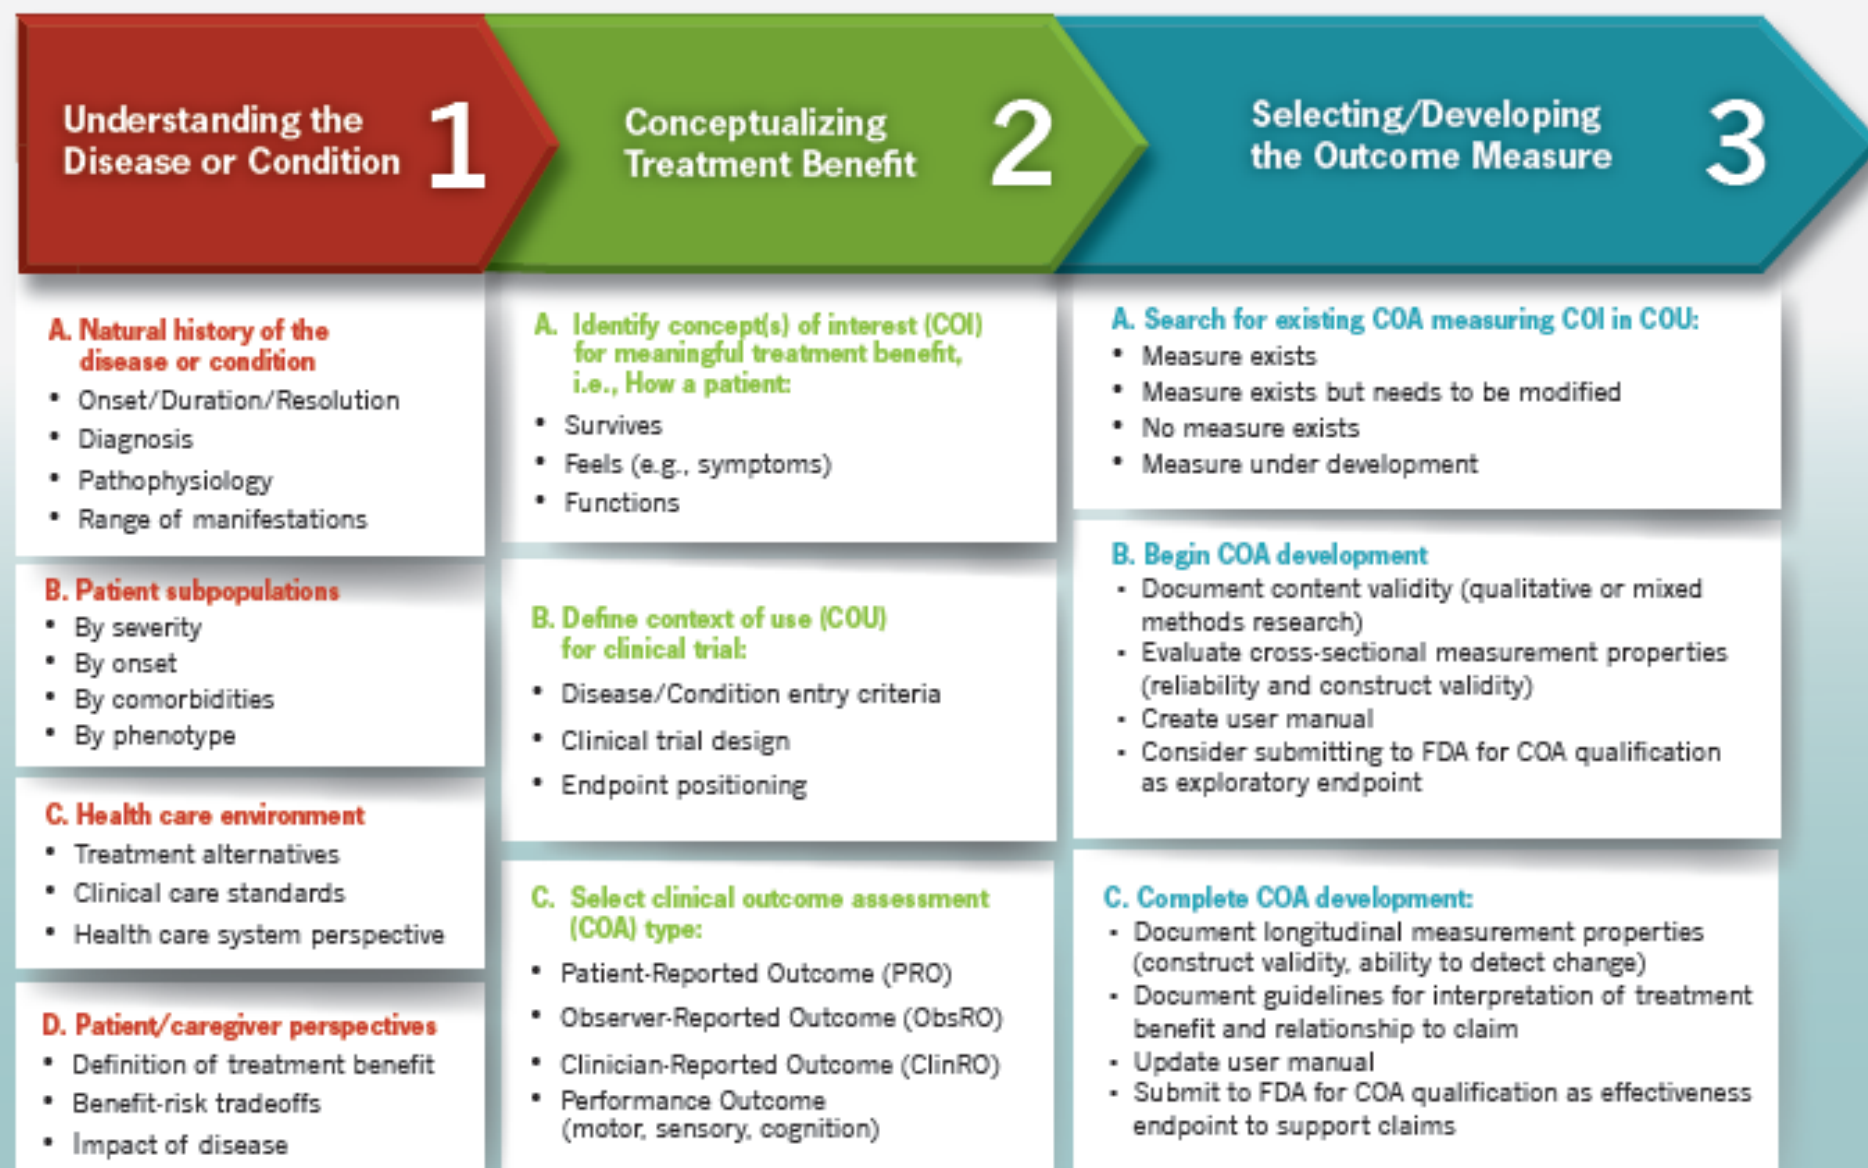 Understanding the
Disease or Condition
1
Conceptualizing
Treatment Benefit
2
Selecting/Developing
the Outcome Measure
3
A. Natural history of the
disease or condition
• Onset/Duration/Resolution
• Diagnosis
• Pathophysiology
• Range of manifestations
B. Patient subpopulations
• By severity
• By onset
• By comorbidities
• By phenotype
C. Health care environment
• Treatment alternatives
• Clinical care standards
• Health care system perspective
D. Patient/caregiver perspectives
• Definition of treatment benefit
• Benefit-risk tradeoffs
• Impact of disease
A. Identify concept(s) of interest (COI)
for meaningful treatment benefit,
i.e., How a patient:
• Survives
• Feels (e.g., symptoms)
• Functions
B. Define context of use (COU)
for clinical trial:
• Disease/Condition entry criteria
• Clinical trial design
• Endpoint positioning
C. Select clinical outcome assessment
(COA) type:
• Patient-Reported Outcome (PRO)
• Observer-Reported Outcome (ObsRO)
• Clinician-Reported Outcome (ClinRO)
• Performance Outcome
(motor, sensory, cognition)
A. Search for existing COA measuring COI in COU:
• Measure exists
• Measure exists but needs to be modified
• No measure exists
• Measure under development
B. Begin COA development
• Document content validity (qualitative or mixed
methods research)
• Evaluate cross-sectional measurement properties
(reliability and construct validity)
• Create user manual
• Consider submitting to FDA for COA qualification
as exploratory endpoint
C. Complete COA development:
• Document longitudinal measurement properties
(construct validity, ability to detect change)
• Document guidelines for interpretation of treatment
benefit and relationship to claim
• Update user manual
• Submit to FDA for COA qualification as effectiveness
endpoint to support claims